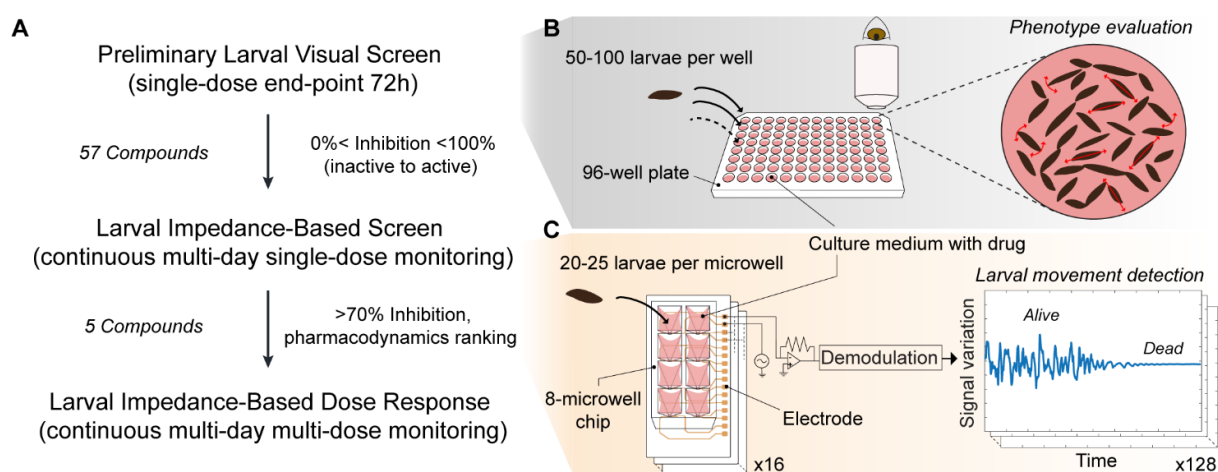 A
Preliminary Larval Visual Screen
(single-dose end-point 72h)
57 Compounds
0%< Inhibition <100%
(inactive to active)
Larval Impedance-Based Screen
(continuous multi-day single-dose monitoring)
5 Compounds
>70% Inhibition,
pharmacodynamics ranking
Larval Impedance-Based Dose Response
(continuous multi-day multi-dose monitoring)
B
50-100 larvae per well
96-well plate
Phenotype evaluation
Culture medium with drug
C
20-25 larvae per microwell
8-microwell
chip
Electrode
x16
Demodulation
Larval movement detection
Signal variation
Alive
Dead
Time
x128